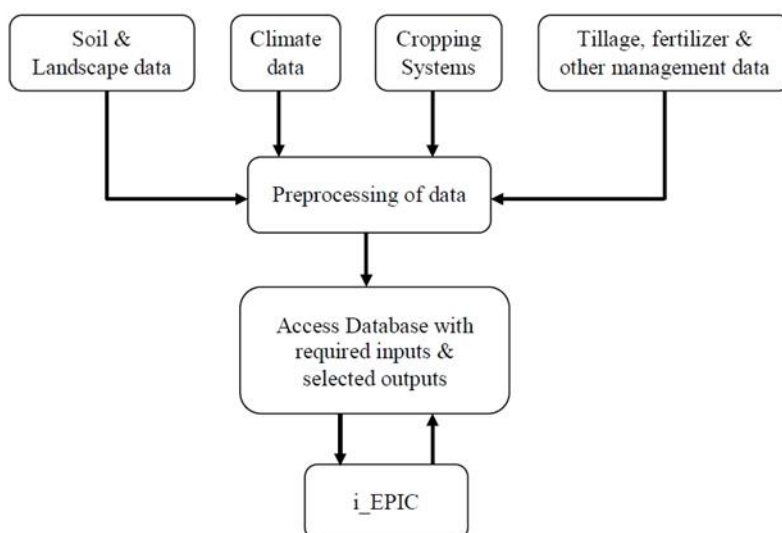 Soil &
Landscape data
Climate
data
Cropping
Systems
Tillage, fertilizer &
other management data
Preprocessing of data
Access Database with
required inputs &
selected outputs
i_EPIC